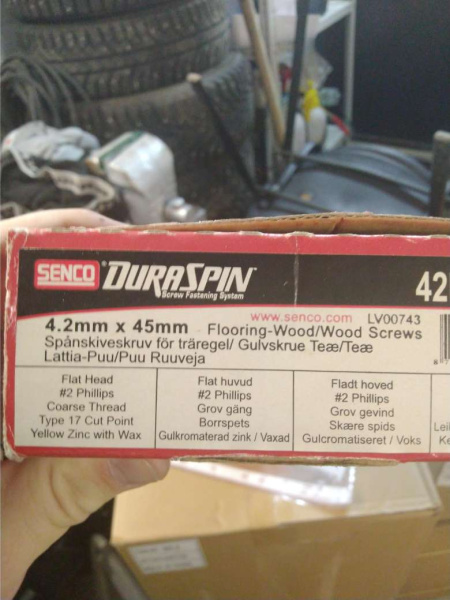 SENCO® DURASPIN™
Screw Fastening System
42
www.senco.com LV00743
4.2mm x 45mm - Flooring-Wood/Wood Screws
Spånskiveskruv för träregel/ Gulvskrue Teæ/Teæ
Lattia-Puu/Puu Ruuveja
Flat Head
#2 Phillips
Coarse Thread
Type 17 Cut Point
Yellow Zinc with Wax
Flat huvud
#2 Phillips
Grov gäng
Borrspets
Gulkromaterad zink / Vaxad
Fladt hoved
#2 Phillips
Grov gevind
Skære spids
Gulcromatiseret / Voks